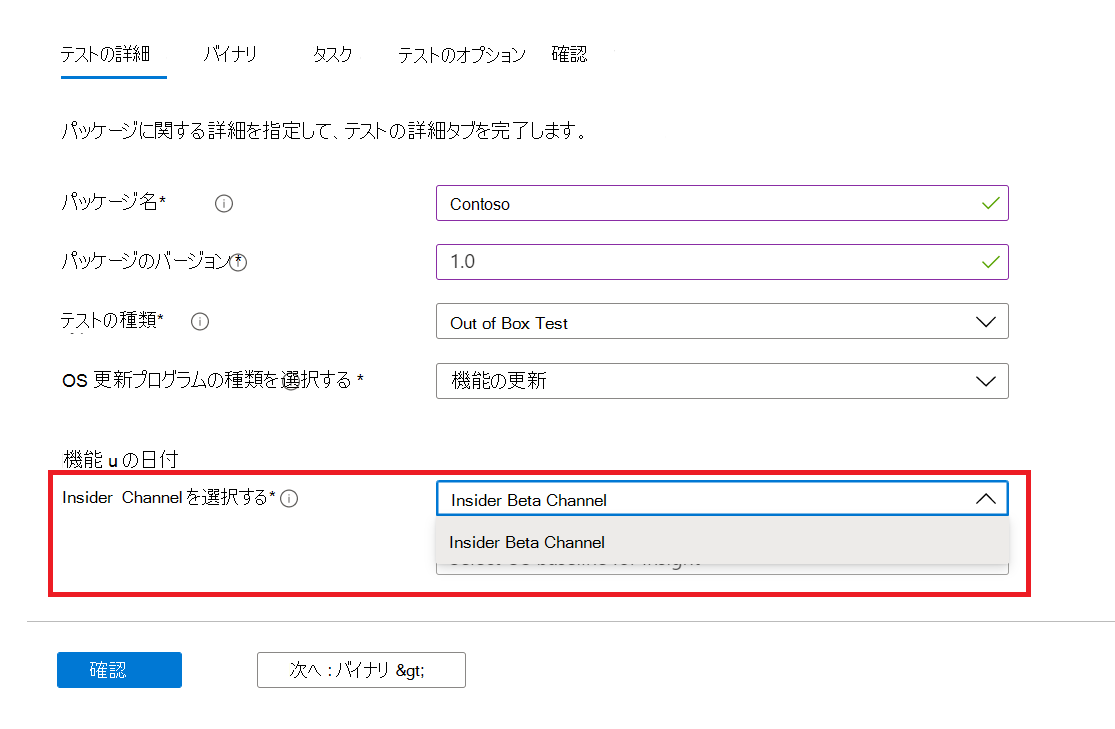 テストの詳細 バイナリ タスク テストのオプション 確認
パッケージに関する詳細を指定して、テストの詳細タブを完了します。
パッケージ名* Contoso
パッケージのバージョン* 1.0
テストの種類* Out of Box Test
OS 更新プログラムの種類を選択する * 機能の更新
機能 u の日付
Insider Channel を選択する* Insider Beta Channel
Insider Beta Channel
確認 次へ : バイナリ &gt;